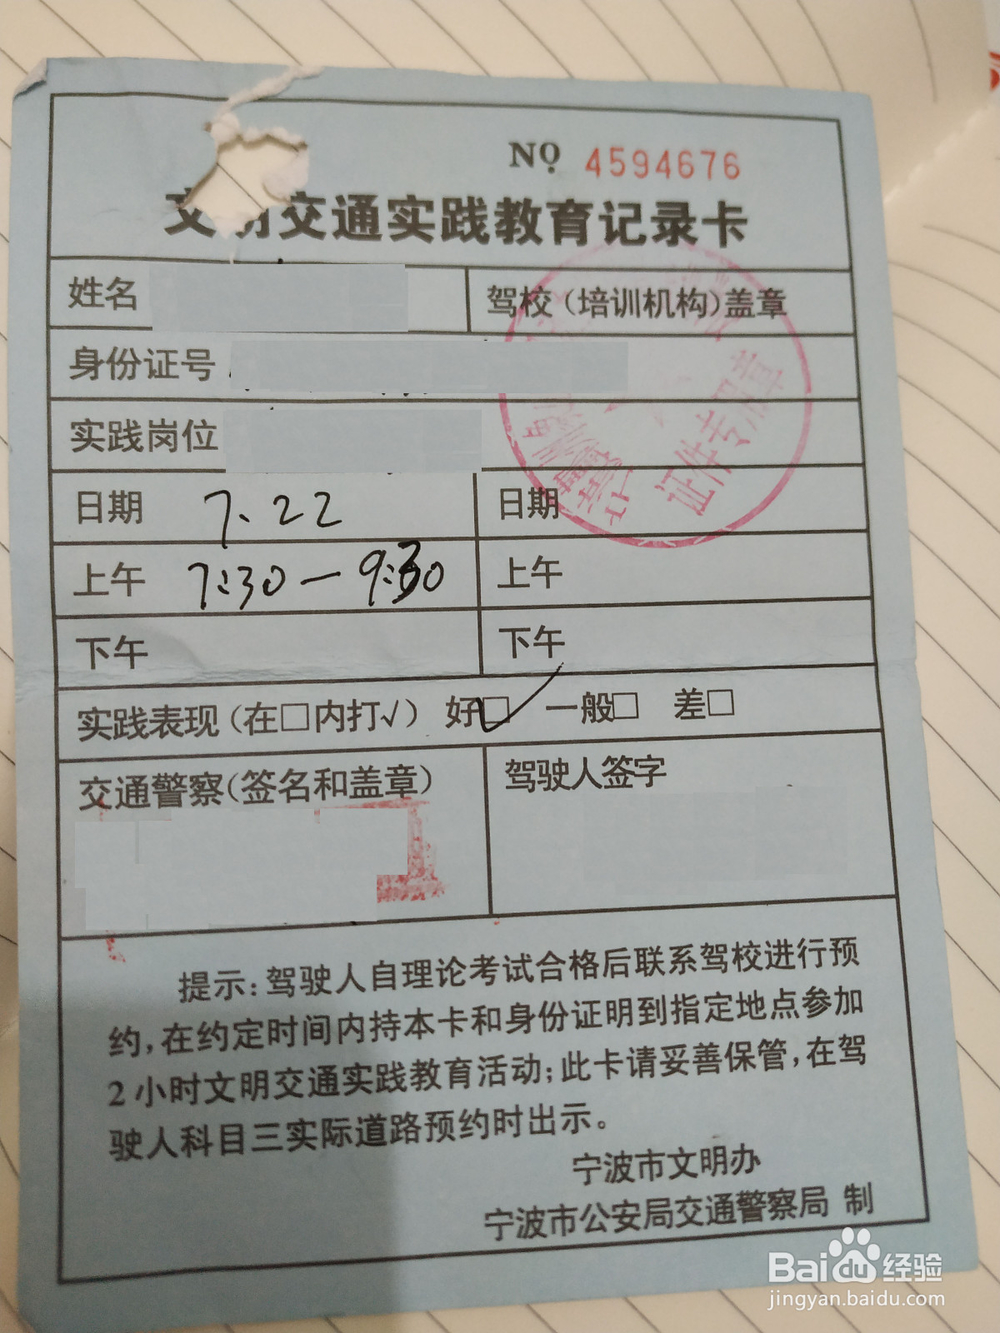 NO 4594676
文明交通实践教育记录卡
姓名 驾校（培训机构）盖章
身份证号
实践岗位
证件专用章
日期 7.22 日期
上午 7:30—9:30 上午
下午 下午
实践表现（在□内打√） 好□ 一般□ 差□
交通警察（签名和盖章） 驾驶人签字
提示：驾驶人自理论考试合格后联系驾校进行预
约，在约定时间内持本卡和身份证明到指定地点参加
2小时文明交通实践教育活动；此卡请妥善保管，在驾
驶人科目三实际道路预约时出示。
宁波市文明办
宁波市公安局交通警察局 制
Baidu经验
jingyan.baidu.com